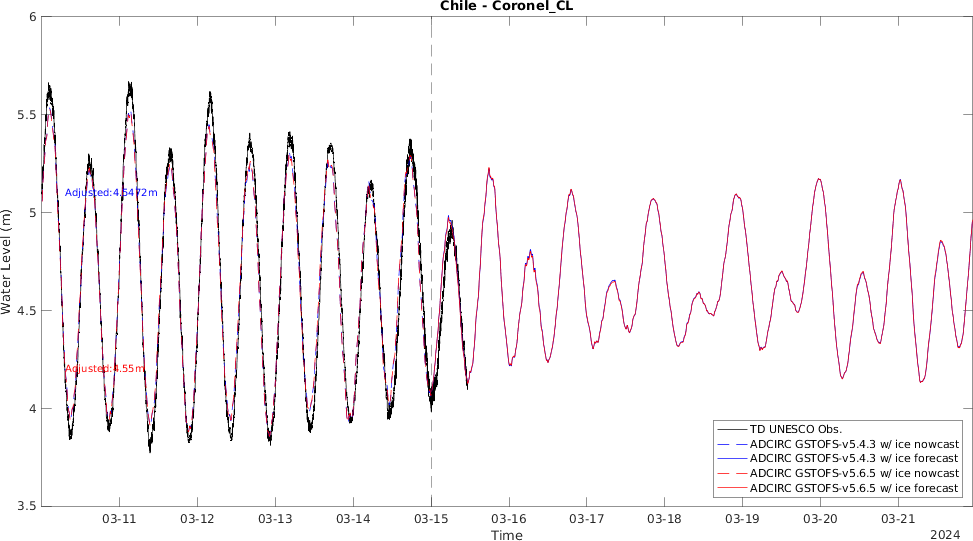 Chile - Coronel_CL
6
5.5
5
4.5
4
3.5
Water Level (m)
Adjusted:4.5472m
Adjusted:4.55m
TD UNESCO Obs.
ADCIRC GSTOFS-v5.4.3 w/ ice nowcast
ADCIRC GSTOFS-v5.4.3 w/ ice forecast
ADCIRC GSTOFS-v5.6.5 w/ ice nowcast
ADCIRC GSTOFS-v5.6.5 w/ ice forecast
03-11 03-12 03-13 03-14 03-15 03-16 03-17 03-18 03-19 03-20 03-21
Time
2024